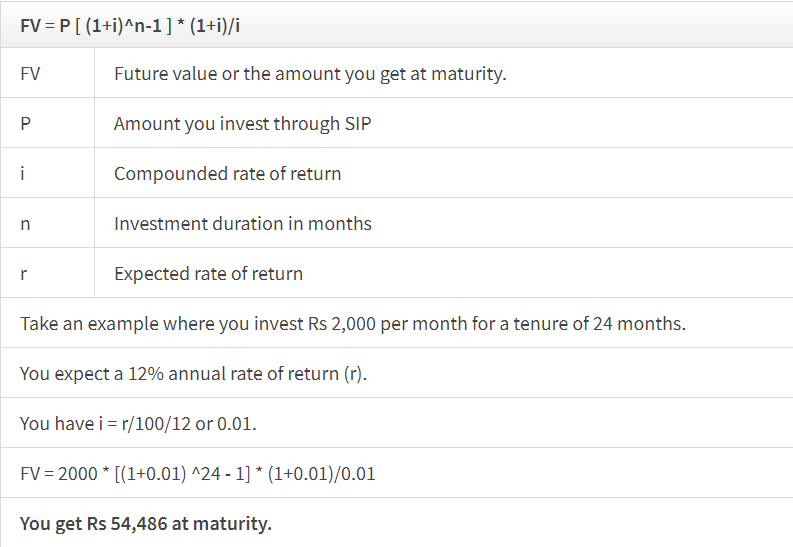 FV = P [ (1+i)^n-1 ] * (1+i)/i
FV Future value or the amount you get at maturity.
P Amount you invest through SIP
i Compounded rate of return
n Investment duration in months
r Expected rate of return
Take an example where you invest Rs 2,000 per month for a tenure of 24 months.
You expect a 12% annual rate of return (r).
You have i = r/100/12 or 0.01.
FV = 2000 * [(1+0.01) ^24 - 1] * (1+0.01)/0.01
You get Rs 54,486 at maturity.